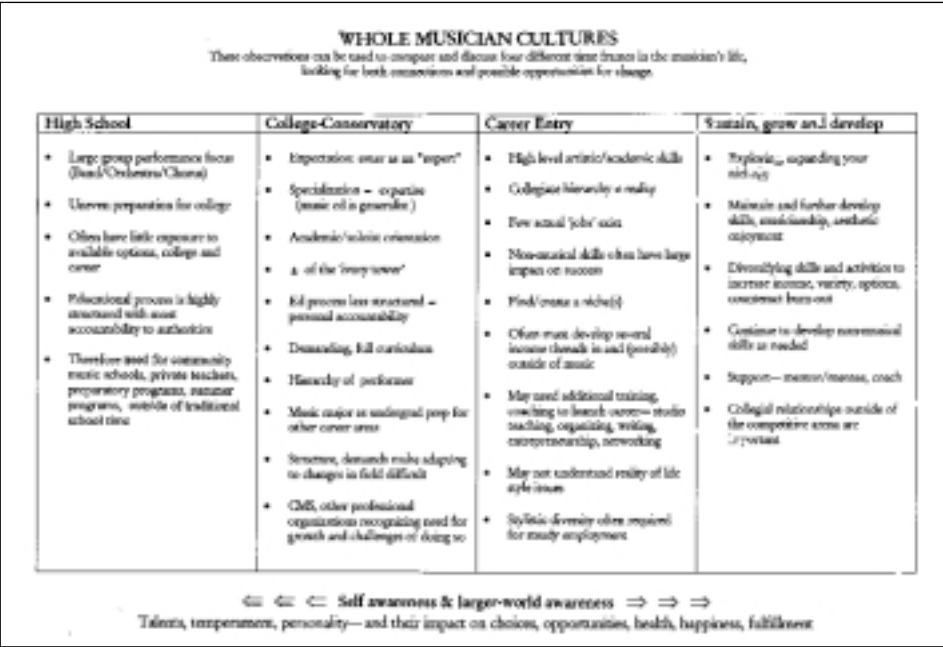 WHOLE MUSICIAN CULTURES
These observations can be used to compare and discuss four different time frames in the musician's life,
looking for both connections and possible opportunities for change.
High School
• Large group performance focus
(Band/Orchestra/Chorus)
• Uneven preparation for college
• Often have little exposure to
available options, college and
career
• Educational process is highly
structured with most
accountability to authorities
• Therefore need for community
music schools, private teachers,
preparatory programs, summer
programs, outside of traditional
school time
College-Conservatory
• Expectation: enter as an "expert"
• Specialization – expertise
(music ed is generalist)
• Academic/soloist orientation
• of the 'ivory tower'
• Ed process less structured –
personal accountability
• Demanding, full curriculum
• Hierarchy of performer
• Music major as undergrad prep for
other career areas
• Structure, demands make adapting
to changes in field difficult
• CMS, other professional
organizations recognizing need for
growth and challenges of doing so
Career Entry
• High level artistic/academic skills
• Collegiate hierarchy a reality
• Few actual 'jobs' exist
• Non-musical skills often have large
impact on success
• Find/create a niche(s)
• Often must develop several
income threads in and (possibly)
outside of music
• May need additional training,
coaching to launch career—studio
teaching, organizing, writing,
entrepreneurship, networking
• May not understand reality of life
style issues
• Stylistic diversity often required
for steady employment
Sustain, grow and develop
• expanding your
• Maintain and further develop
skills, musicianship, aesthetic
enjoyment
• Diversifying skills and activities to
increase income, variety, options,
counteract burn-out
• Continue to develop nonmusical
skills as needed
• Support—mentor/mentee, coach
• Collegial relationships outside of
the competitive arena are
important
⇐ ⇐ ⇐ Self awareness & larger-world awareness ⇒ ⇒ ⇒
Talents, temperament, personality—and their impact on choices, opportunities, health, happiness, fulfillment